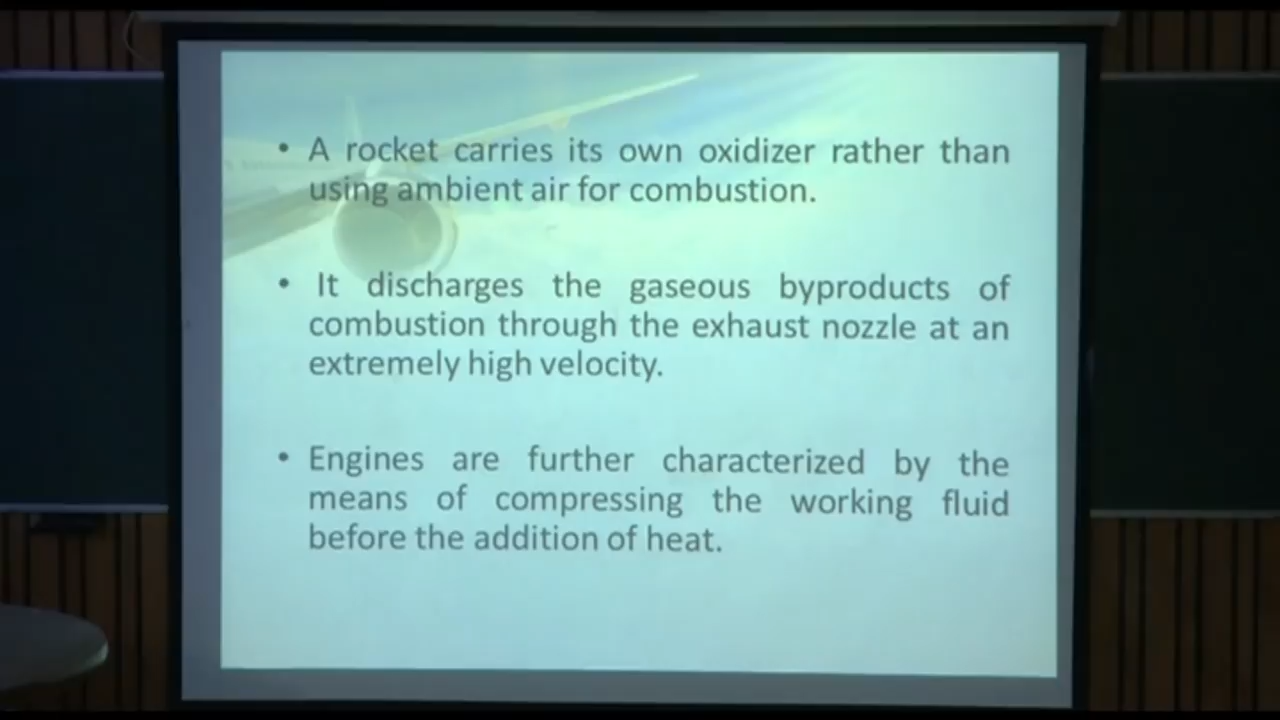 • A rocket carries its own oxidizer rather than
using ambient air for combustion.
• It discharges the gaseous byproducts of
combustion through the exhaust nozzle at an
extremely high velocity.
• Engines are further characterized by the
means of compressing the working fluid
before the addition of heat.